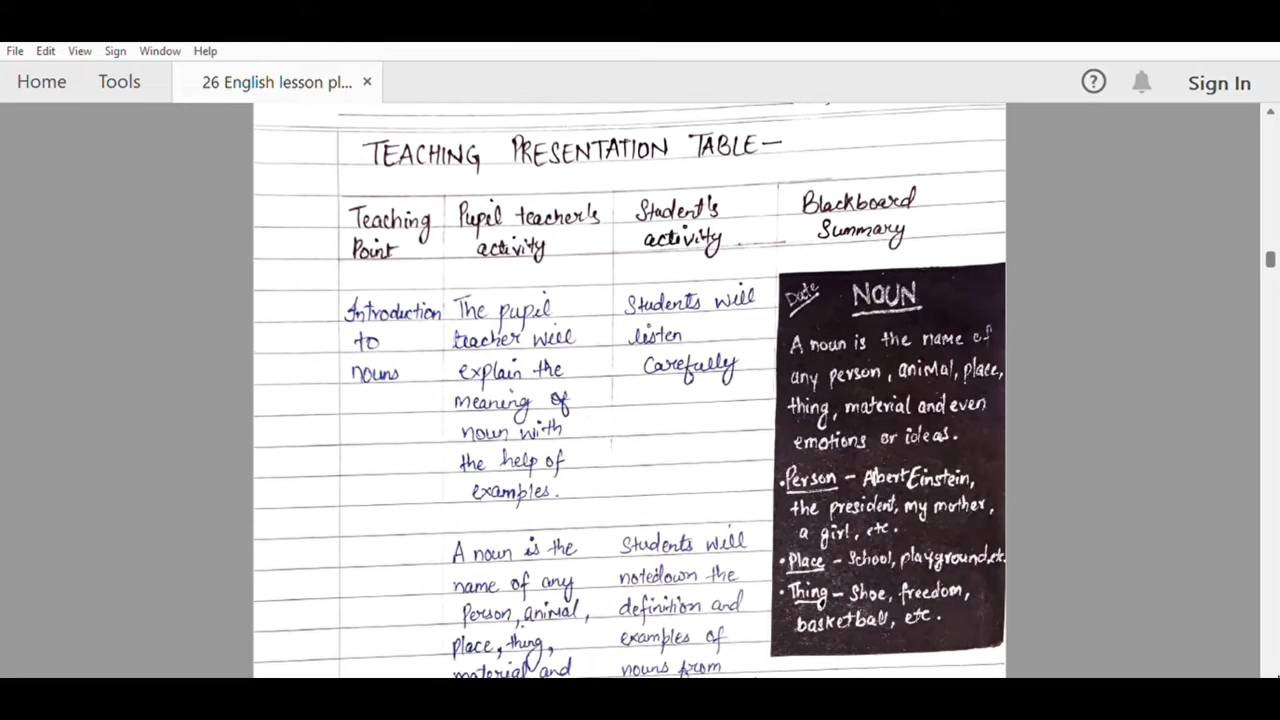 File Edit View Sign Window Help
Home Tools 26 English lesson pl... × ? Sign In
TEACHING PRESENTATION TABLE—
Teaching Point
Pupil teacher's activity
Student's activity
Blackboard Summary
Introduction
to
nouns
The pupil
teacher will
explain the
meaning of
noun with
the help of
examples.
Students will
listen
Carefully
Date NOUN
A noun is the name of
any person, animal, place,
thing, material and even
emotions or ideas.
• Person – Albert Einstein,
the president, my mother,
a girl, etc.
• Place – School, playground, etc.
• Thing – Shoe, freedom,
basketball, etc.
A noun is the
name of any
Person, animal,
place, thing,
material and
Students will
notedown the
definition and
examples of
nouns from